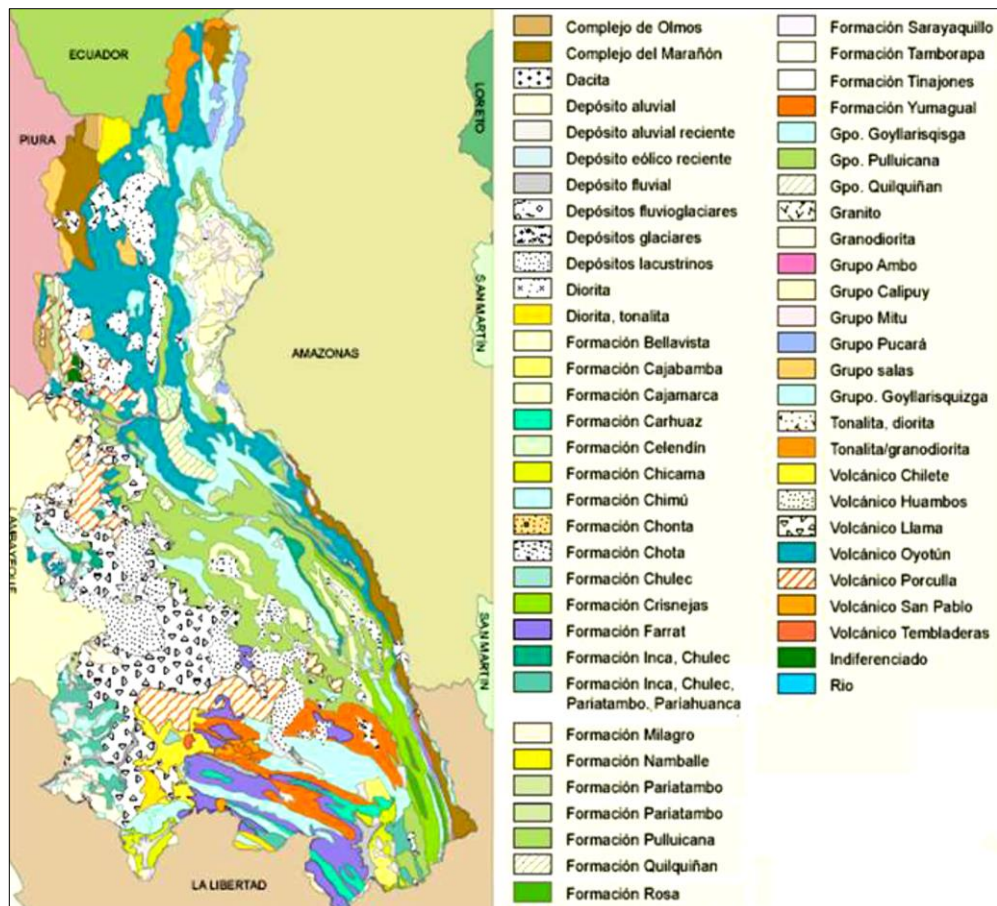 ECUADOR
PIURA
LORETO
SAN MARTÍN
AMAZONAS
LAMBAYEQUE
SAN MARTÍN
LA LIBERTAD
Complejo de Olmos
Complejo del Marañón
Dacita
Depósito aluvial
Depósito aluvial reciente
Depósito eólico reciente
Depósito fluvial
Depósitos fluvioglaciares
Depósitos glaciares
Depósitos lacustrinos
Diorita
Diorita, tonalita
Formación Bellavista
Formación Cajabamba
Formación Cajamarca
Formación Carhuaz
Formación Celendín
Formación Chicama
Formación Chimú
Formación Chonta
Formación Chota
Formación Chulec
Formación Crisnejas
Formación Farrat
Formación Inca, Chulec
Formación Inca, Chulec,
Pariatambo, Pariahuanca
Formación Milagro
Formación Namballe
Formación Pariatambo
Formación Pariatambo
Formación Pulluicana
Formación Quilquiñan
Formación Rosa
Formación Sarayaquillo
Formación Tamborapa
Formación Tinajones
Formación Yumagual
Gpo. Goyllarisqisga
Gpo. Pulluicana
Gpo. Quilquiñan
Granito
Granodiorita
Grupo Ambo
Grupo Calipuy
Grupo Mitu
Grupo Pucará
Grupo salas
Grupo. Goyllarisquizga
Tonalita, diorita
Tonalita/granodiorita
Volcánico Chilete
Volcánico Huambos
Volcánico Llama
Volcánico Oyotún
Volcánico Porculla
Volcánico San Pablo
Volcánico Tembladeras
Indiferenciado
Rio